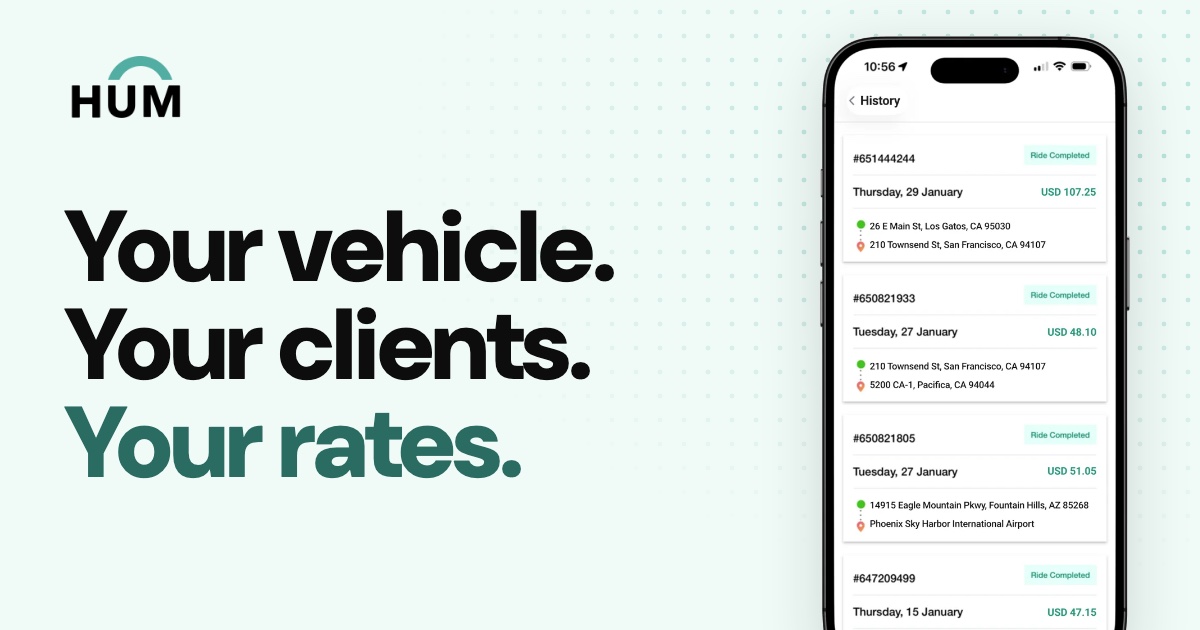 HUM
Your vehicle.
Your clients.
Your rates.
10:56
History
#651444244
Ride Completed
Thursday, 29 January
USD 107.25
26 E Main St, Los Gatos, CA 95030
210 Townsend St, San Francisco, CA 94107
#650821933
Ride Completed
Tuesday, 27 January
USD 48.10
210 Townsend St, San Francisco, CA 94107
5200 CA-1, Pacifica, CA 94044
#650821805
Ride Completed
Tuesday, 27 January
USD 51.05
14915 Eagle Mountain Pkwy, Fountain Hills, AZ 85268
Phoenix Sky Harbor International Airport
#647209499
Ride Completed
Thursday, 15 January
USD 47.15